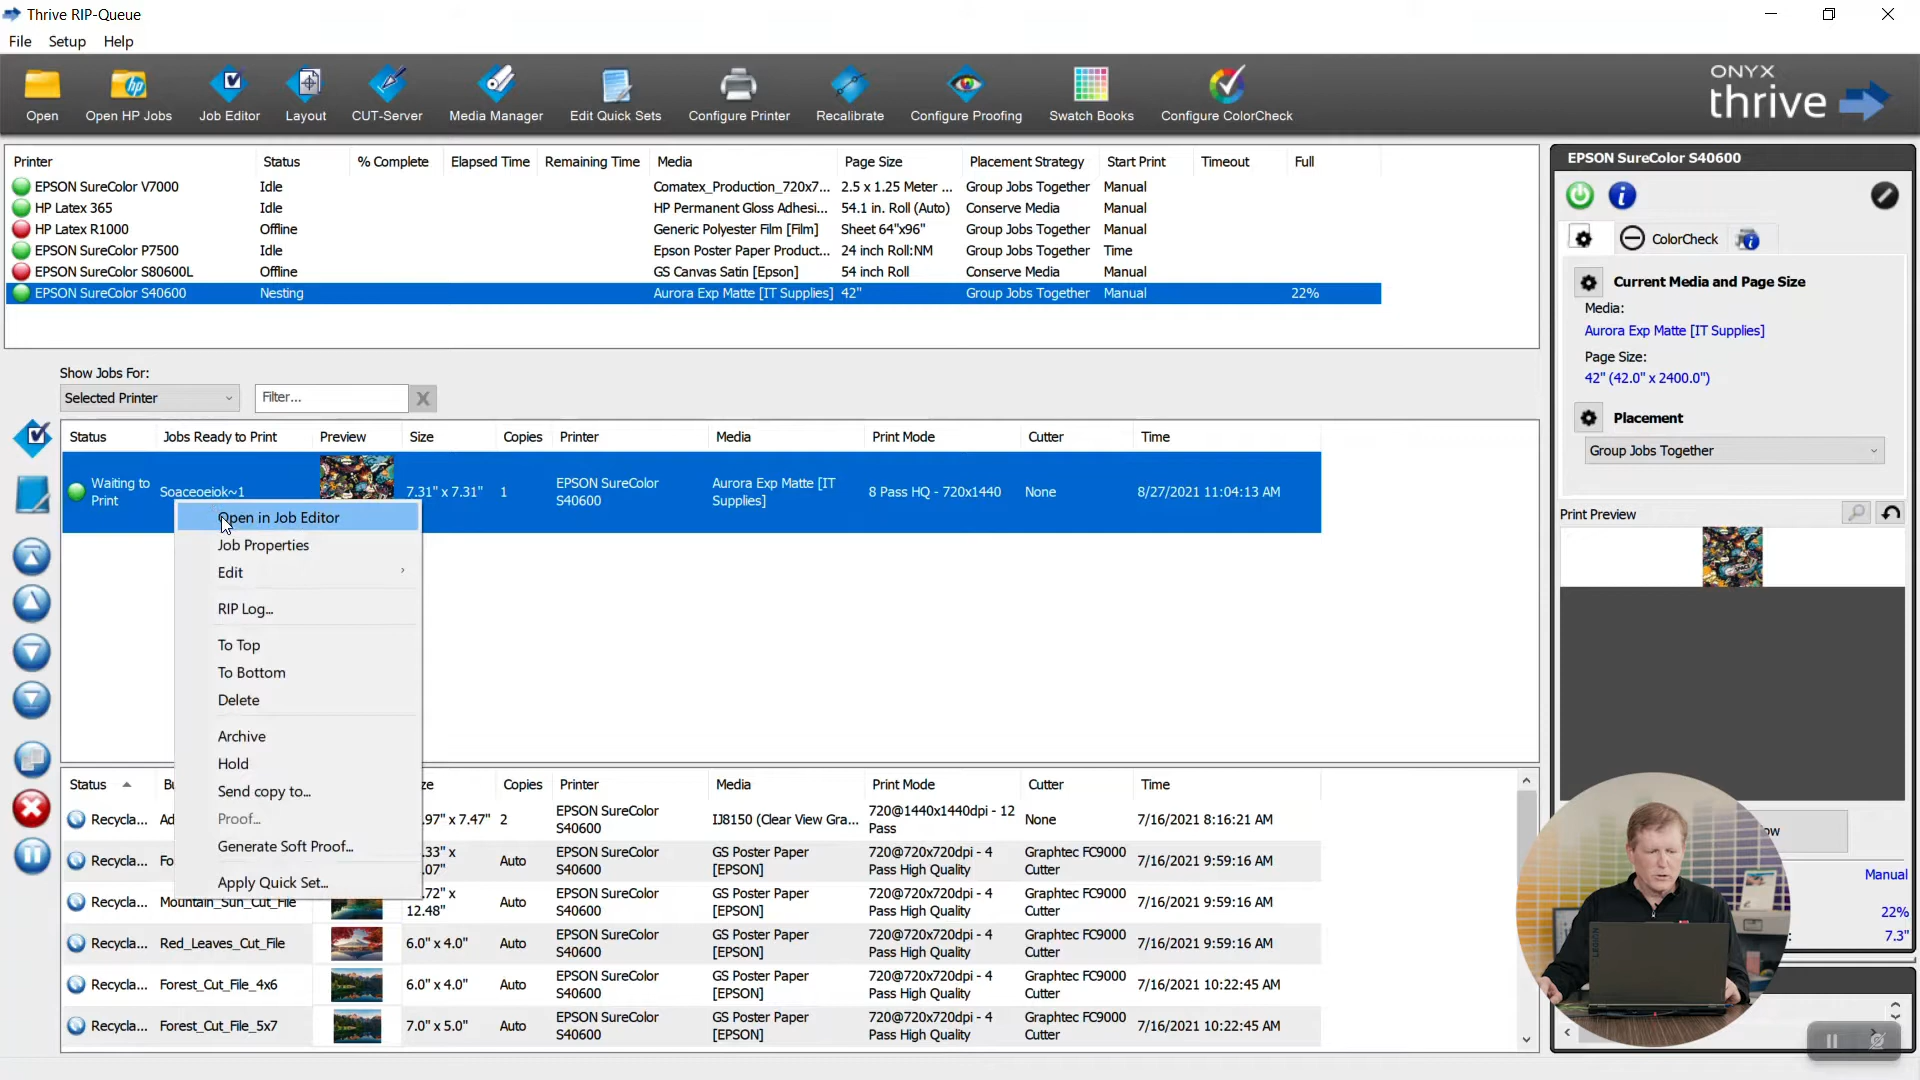 Thrive RIP-Queue
File Setup Help
Open Open HP Jobs Job Editor Layout CUT-Server Media Manager Edit Quick Sets Configure Printer Recalibrate Configure Proofing Swatch Books Configure ColorCheck
ONYX
thrive
Printer Status % Complete Elapsed Time Remaining Time Media Page Size Placement Strategy Start Print Timeout Full
EPSON SureColor V7000 Idle Comatex_Production_720x7... 2.5 x 1.25 Meter ... Group Jobs Together Manual
HP Latex 365 Idle HP Permanent Gloss Adhesi... 54.1 in. Roll (Auto) Conserve Media Manual
HP Latex R1000 Offline Generic Polyester Film [Film] Sheet 64"x96" Group Jobs Together Manual
EPSON SureColor P7500 Idle Epson Poster Paper Product... 24 inch Roll:NM Group Jobs Together Time
EPSON SureColor S80600L Offline GS Canvas Satin [Epson] 54 inch Roll Conserve Media Manual
EPSON SureColor S40600 Nesting Aurora Exp Matte [IT Supplies] 42" Group Jobs Together Manual 22%
Show Jobs For:
Selected Printer Filter... X
Status Jobs Ready to Print Preview Size Copies Printer Media Print Mode Cutter Time
Waiting to Print Soaceoeiok~1 7.31" x 7.31" 1 EPSON SureColor S40600 Aurora Exp Matte [IT Supplies] 8 Pass HQ - 720x1440 None 8/27/2021 11:04:13 AM
Open in Job Editor
Job Properties
Edit
RIP Log...
To Top
To Bottom
Delete
Archive
Hold
Send copy to...
Proof...
Generate Soft Proof...
Apply Quick Set...
Status Bu ze Copies Printer Media Print Mode Cutter Time
Recycla... Ad .97" x 7.47" 2 EPSON SureColor S40600 IJ8150 (Clear View Gra... 720@1440x1440dpi - 12 Pass None 7/16/2021 8:16:21 AM
Recycla... Fo .33" x .07" Auto EPSON SureColor S40600 GS Poster Paper [EPSON] 720@720x720dpi - 4 Pass High Quality Graphtec FC9000 Cutter 7/16/2021 9:59:16 AM
Recycla... Mountain_Sun_Cut_File .72" x 12.48" Auto EPSON SureColor S40600 GS Poster Paper [EPSON] 720@720x720dpi - 4 Pass High Quality Graphtec FC9000 Cutter 7/16/2021 9:59:16 AM
Recycla... Red_Leaves_Cut_File 6.0" x 4.0" Auto EPSON SureColor S40600 GS Poster Paper [EPSON] 720@720x720dpi - 4 Pass High Quality Graphtec FC9000 Cutter 7/16/2021 9:59:16 AM
Recycla... Forest_Cut_File_4x6 6.0" x 4.0" Auto EPSON SureColor S40600 GS Poster Paper [EPSON] 720@720x720dpi - 4 Pass High Quality Graphtec FC9000 Cutter 7/16/2021 10:22:45 AM
Recycla... Forest_Cut_File_5x7 7.0" x 5.0" Auto EPSON SureColor S40600 GS Poster Paper [EPSON] 720@720x720dpi - 4 Pass High Quality Graphtec FC9000 Cutter 7/16/2021 10:22:45 AM
EPSON SureColor S40600
ColorCheck
Current Media and Page Size
Media:
Aurora Exp Matte [IT Supplies]
Page Size:
42" (42.0" x 2400.0")
Placement
Group Jobs Together
Print Preview
ow
Manual
22%
7.3"
LEGION